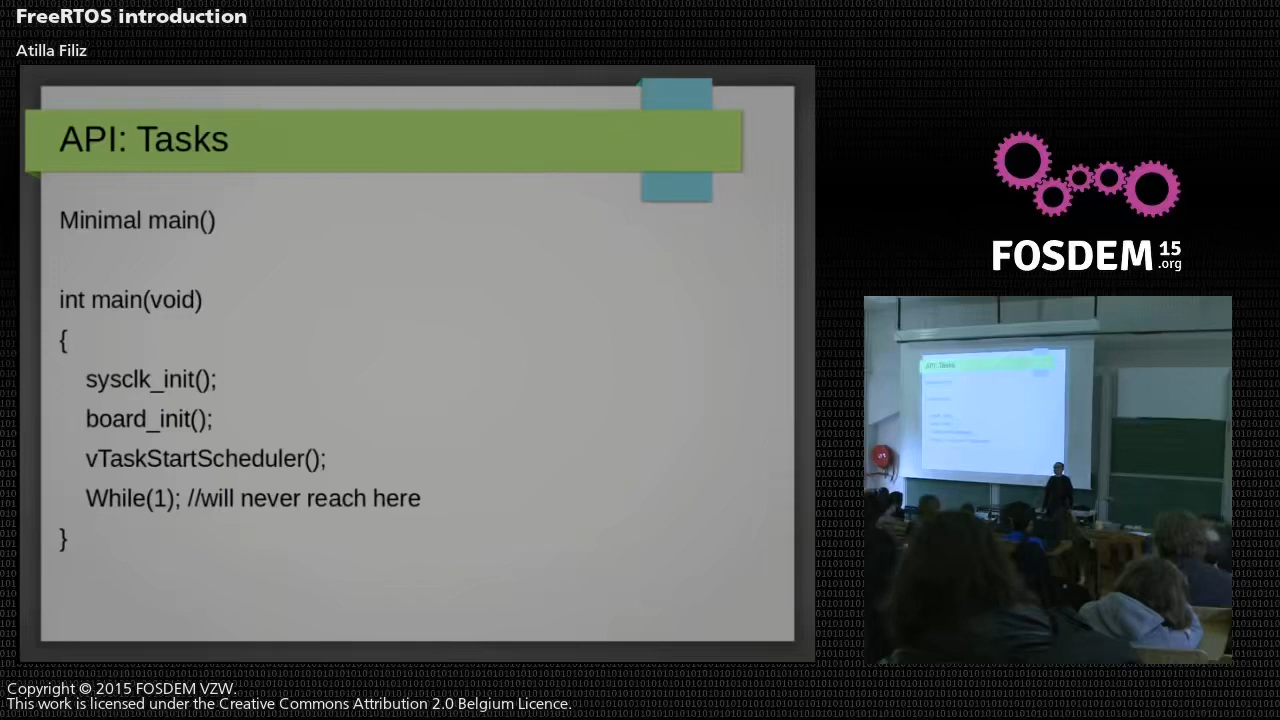 FreeRTOS introduction
Atilla Filiz
API: Tasks
Minimal main()
int main(void)
{
sysclk_init();
board_init();
vTaskStartScheduler();
While(1); //will never reach here
}
FOSDEM 15
.org
API: Tasks
Copyright © 2015 FOSDEM VZW.
This work is licensed under the Creative Commons Attribution 2.0 Belgium Licence.